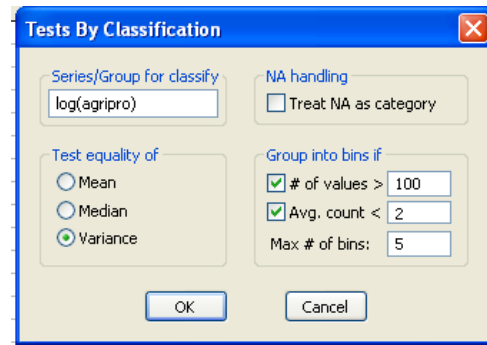 Tests By Classification
Series/Group for classify
log(agripro)
NA handling
Treat NA as category
Test equality of
Mean
Median
Variance
Group into bins if
# of values > 100
Avg. count < 2
Max # of bins: 5
OK
Cancel